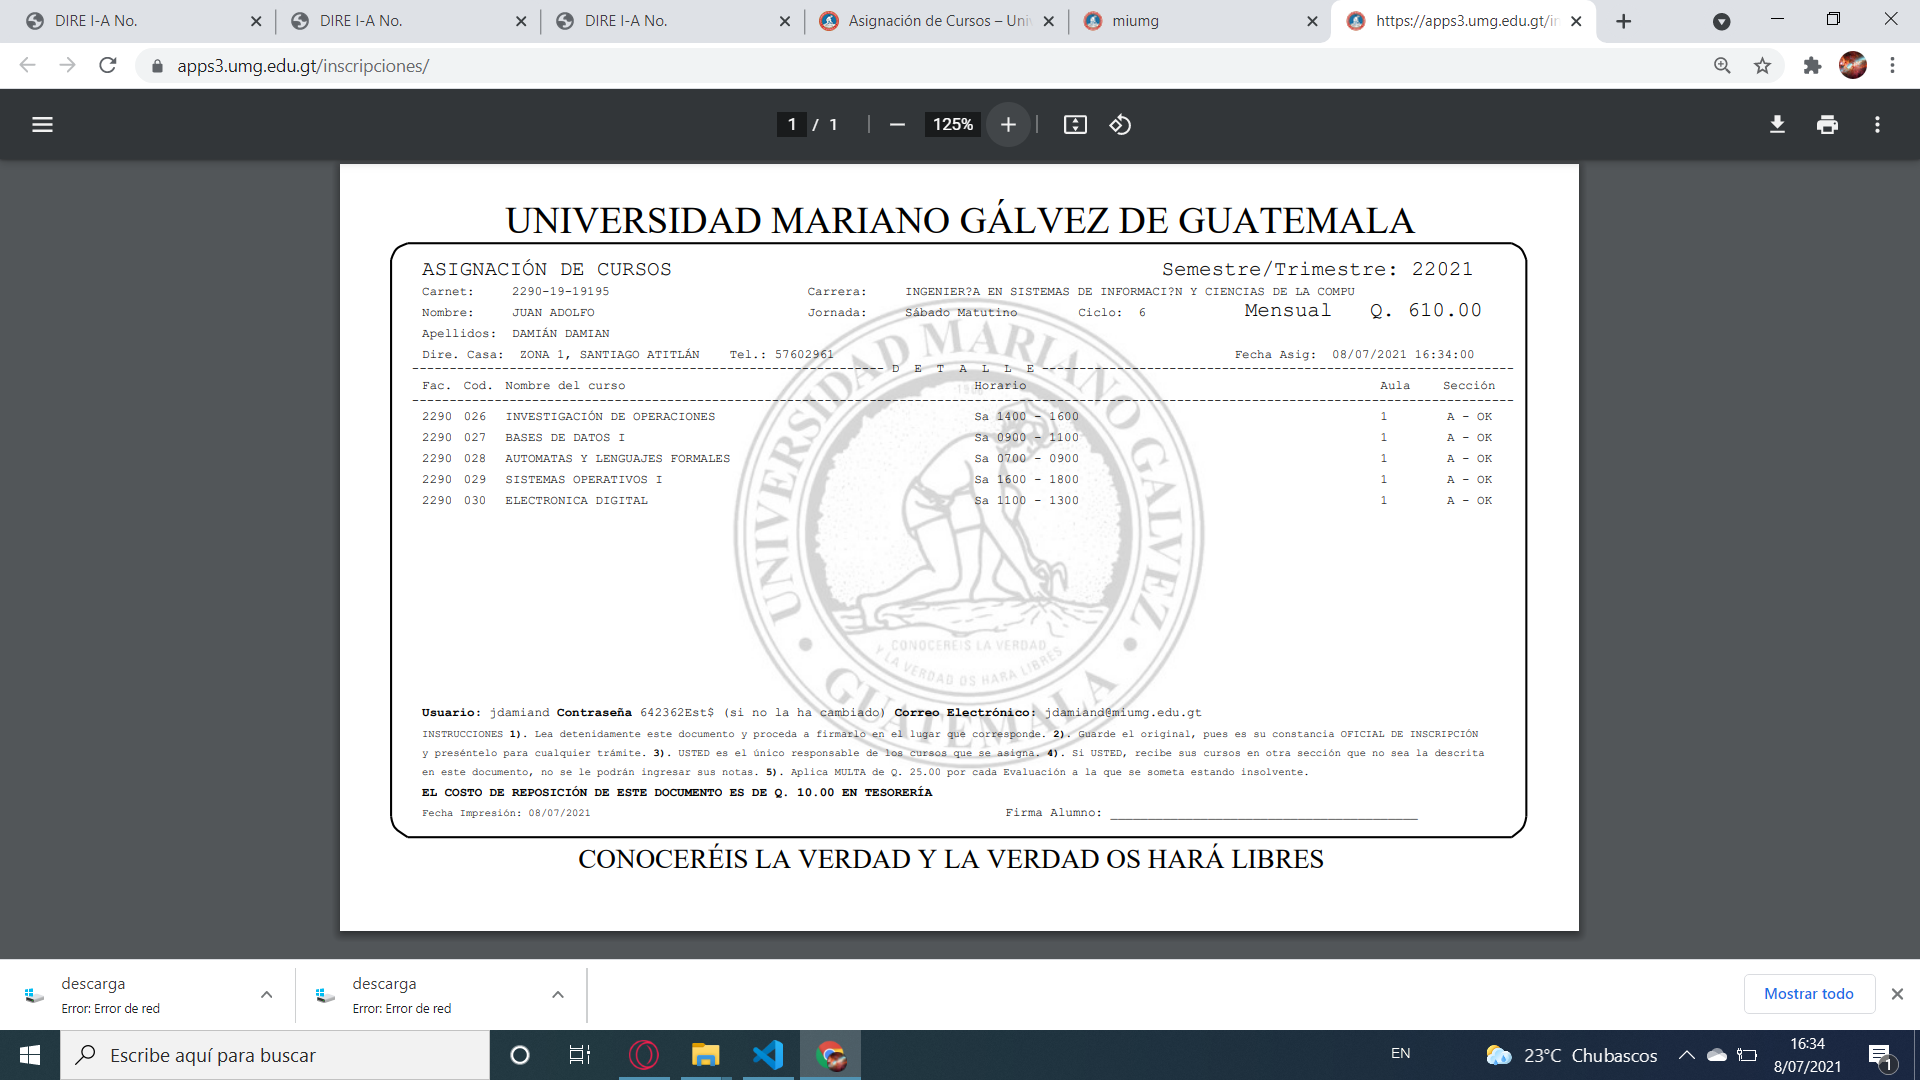 DIRE I-A No.
DIRE I-A No.
DIRE I-A No.
Asignación de Cursos – Uni
miumg
https://apps3.umg.edu.gt/in
apps3.umg.edu.gt/inscripciones/
1 / 1
125%
UNIVERSIDAD MARIANO GÁLVEZ DE GUATEMALA
ASIGNACIÓN DE CURSOS Semestre/Trimestre: 22021
Carnet: 2290-19-19195 Carrera: INGENIER?A EN SISTEMAS DE INFORMACI?N Y CIENCIAS DE LA COMPU
Nombre: JUAN ADOLFO Jornada: Sábado Matutino Ciclo: 6 Mensual Q. 610.00
Apellidos: DAMIÁN DAMIAN
Dire. Casa: ZONA 1, SANTIAGO ATITLÁN Tel.: 57602961 Fecha Asig: 08/07/2021 16:34:00
D E T A L L E
Fac. Cod. Nombre del curso Horario Aula Sección
2290 026 INVESTIGACIÓN DE OPERACIONES Sa 1400 - 1600 1 A - OK
2290 027 BASES DE DATOS I Sa 0900 - 1100 1 A - OK
2290 028 AUTOMATAS Y LENGUAJES FORMALES Sa 0700 - 0900 1 A - OK
2290 029 SISTEMAS OPERATIVOS I Sa 1600 - 1800 1 A - OK
2290 030 ELECTRONICA DIGITAL Sa 1100 - 1300 1 A - OK
UNIVERSIDAD MARIANO GALVEZ
CONOCEREIS LA VERDAD
Y LA VERDAD OS HARA LIBRES
GUATEMALA
Usuario: jdamiand Contraseña 642362Est$ (si no la ha cambiado) Correo Electrónico: jdamiand@miumg.edu.gt
INSTRUCCIONES 1). Lea detenidamente este documento y proceda a firmarlo en el lugar que corresponde. 2). Guarde el original, pues es su constancia OFICIAL DE INSCRIPCIÓN
y preséntelo para cualquier trámite. 3). USTED es el único responsable de los cursos que se asigna. 4). Si USTED, recibe sus cursos en otra sección que no sea la descrita
en este documento, no se le podrán ingresar sus notas. 5). Aplica MULTA de Q. 25.00 por cada Evaluación a la que se someta estando insolvente.
EL COSTO DE REPOSICIÓN DE ESTE DOCUMENTO ES DE Q. 10.00 EN TESORERÍA
Fecha Impresión: 08/07/2021 Firma Alumno:
CONOCERÉIS LA VERDAD Y LA VERDAD OS HARÁ LIBRES
descarga
Error: Error de red
descarga
Error: Error de red
Mostrar todo
Escribe aquí para buscar
EN
23°C Chubascos
16:34
8/07/2021
1